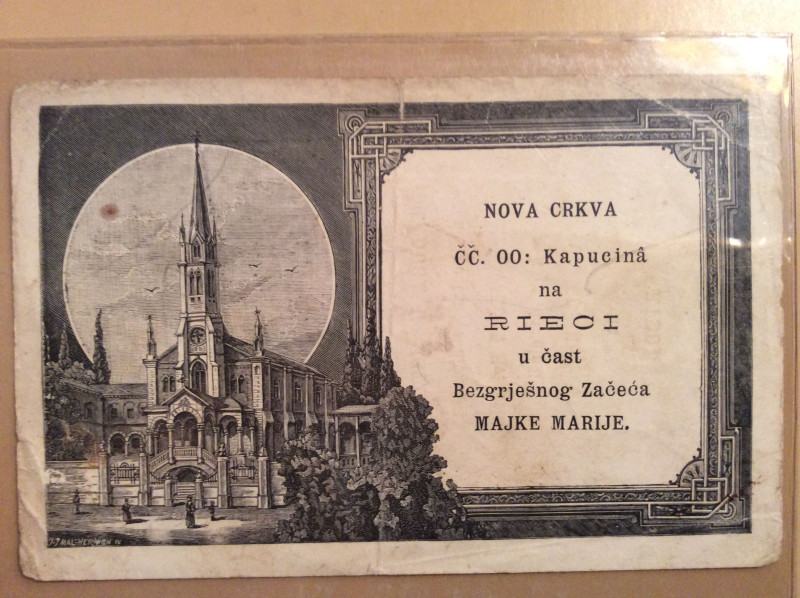 NOVA CRKVA
ČČ. OO: Kapucinâ
na
RIECI
u čast
Bezgrješnog Začeća
MAJKE MARIJE.